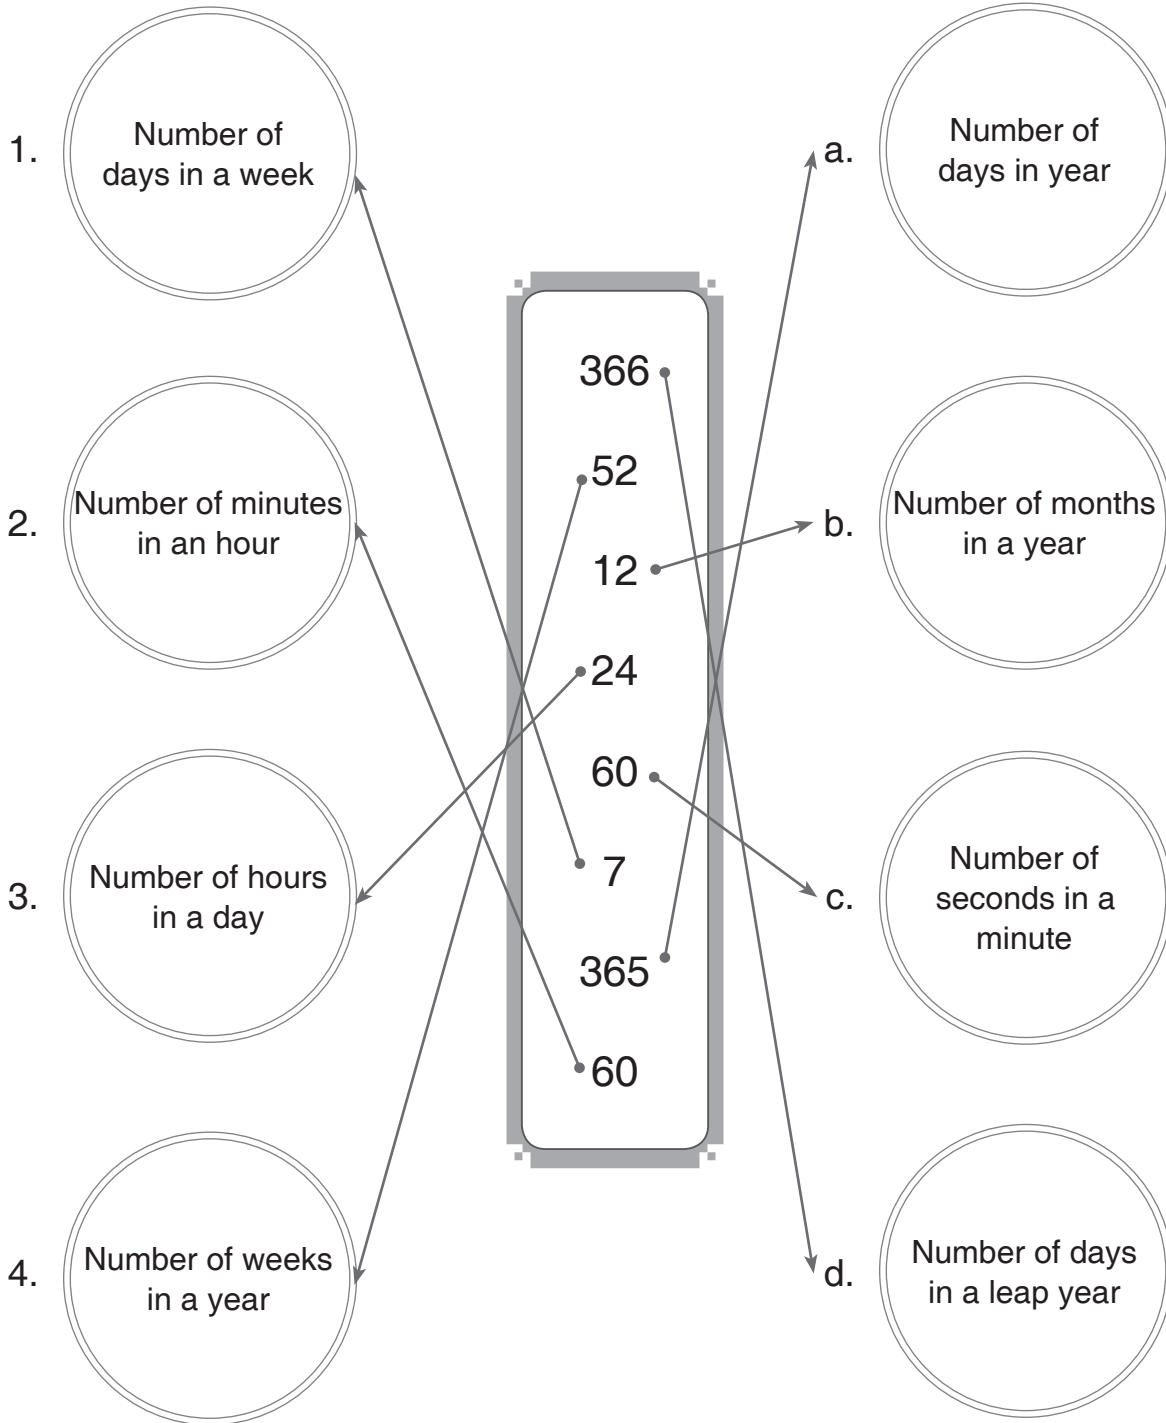 1.
Number of
days in a week
2.
Number of minutes
in an hour
3.
Number of hours
in a day
4.
Number of weeks
in a year
366
52
12
24
60
7
365
60
a.
Number of
days in year
b.
Number of months
in a year
c.
Number of
seconds in a
minute
d.
Number of days
in a leap year